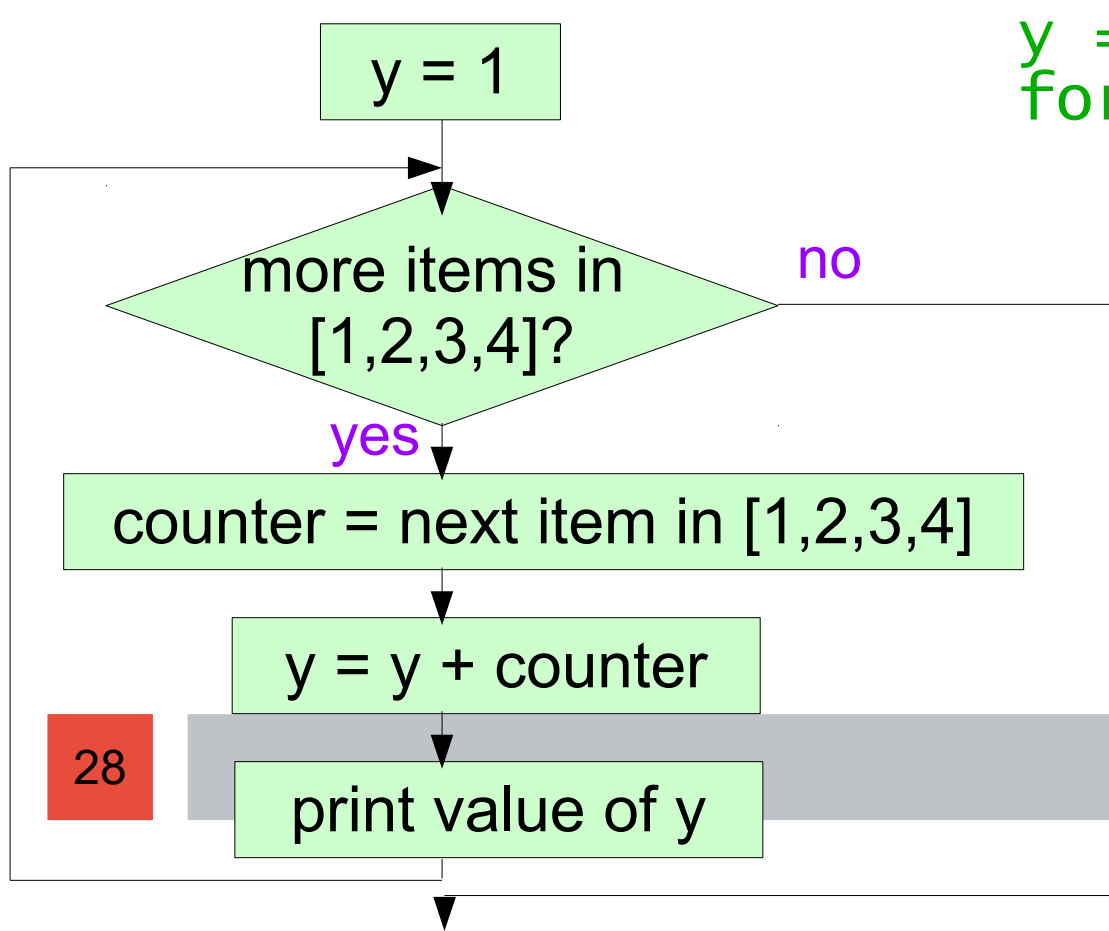 y = 1
y =
for
more items in
[1,2,3,4]?
no
yes
counter = next item in [1,2,3,4]
y = y + counter
28
print value of y